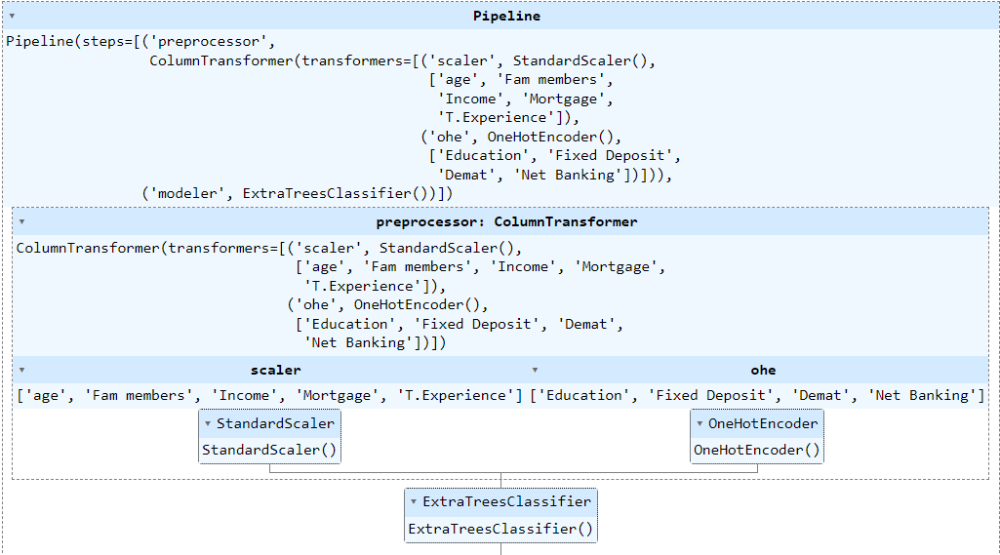 Pipeline
Pipeline(steps=[('preprocessor',
ColumnTransformer(transformers=[('scaler', StandardScaler(),
['age', 'Fam members',
'Income', 'Mortgage',
'T.Experience']),
('ohe', OneHotEncoder(),
['Education', 'Fixed Deposit',
'Demat', 'Net Banking'])])),
('modeler', ExtraTreesClassifier())])
preprocessor: ColumnTransformer
ColumnTransformer(transformers=[('scaler', StandardScaler(),
['age', 'Fam members', 'Income', 'Mortgage',
'T.Experience']),
('ohe', OneHotEncoder(),
['Education', 'Fixed Deposit', 'Demat',
'Net Banking'])])
scaler
['age', 'Fam members', 'Income', 'Mortgage', 'T.Experience']
StandardScaler
StandardScaler()
ohe
['Education', 'Fixed Deposit', 'Demat', 'Net Banking']
OneHotEncoder
OneHotEncoder()
ExtraTreesClassifier
ExtraTreesClassifier()